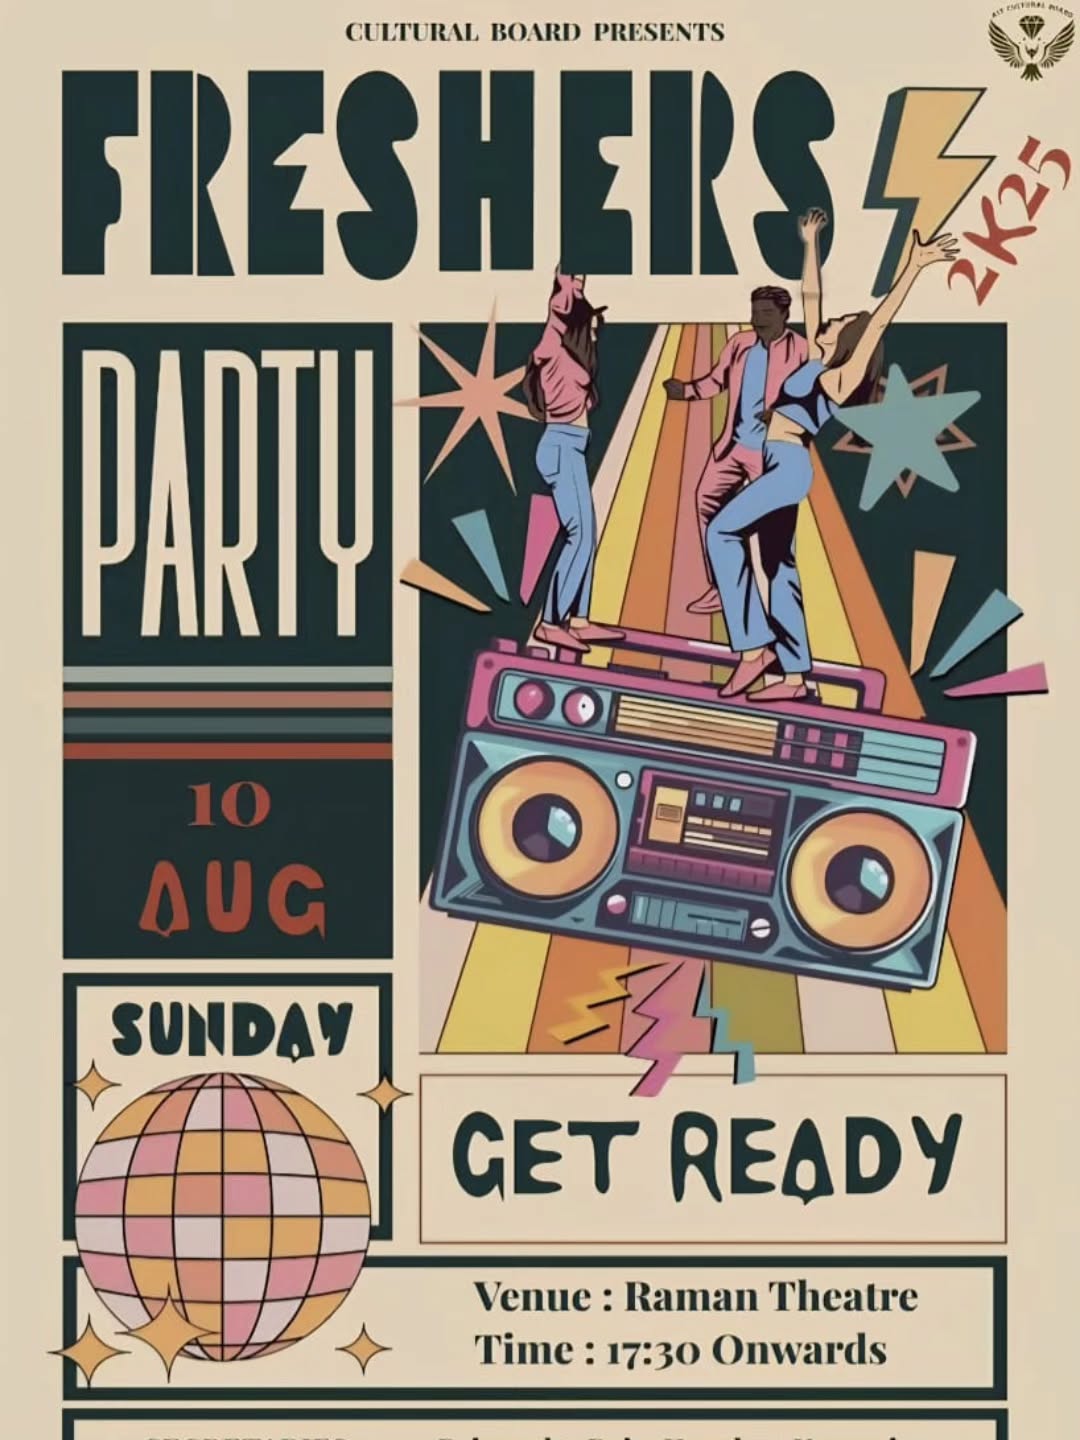 CULTURAL BOARD PRESENTS
FRESHERS
2K25
PARTY
10
AUG
SUNDAY
GET READY
Venue : Raman Theatre
Time : 17:30 Onwards